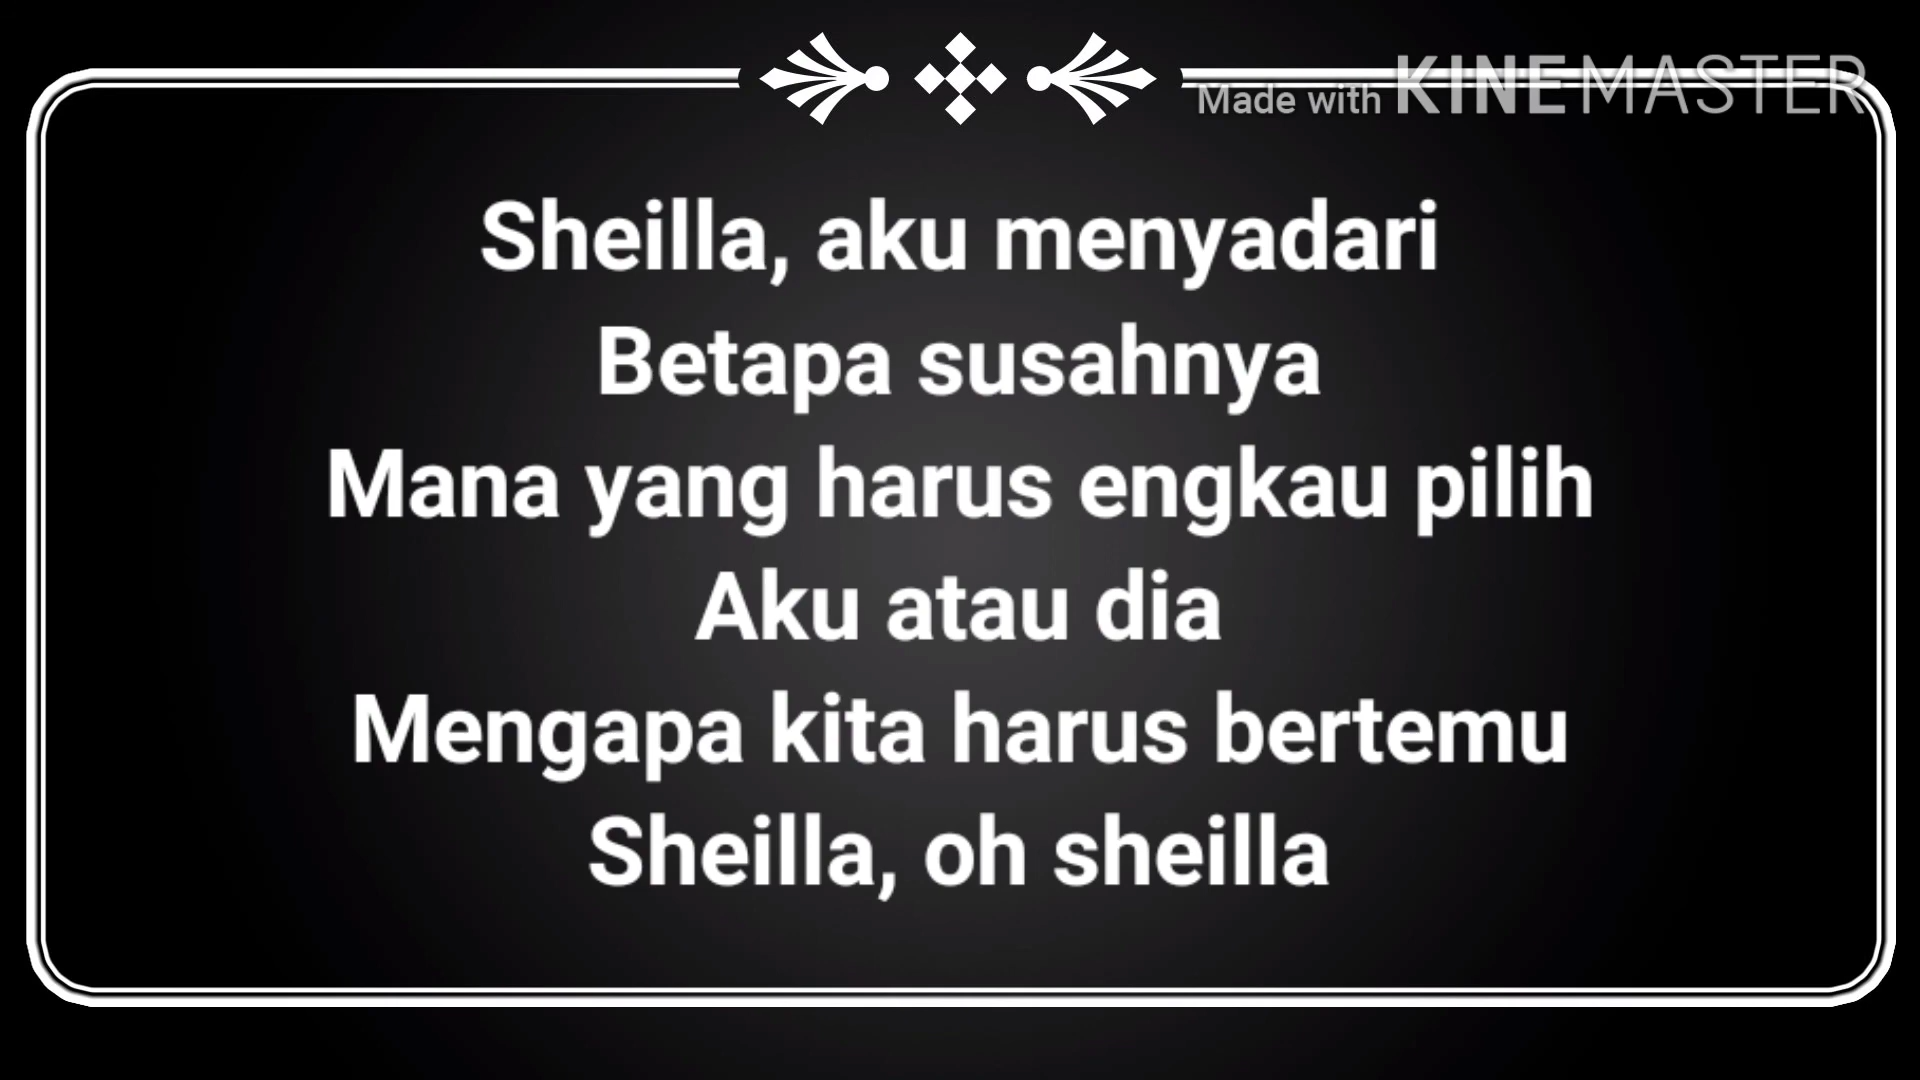 Made with KINEMASTER
Sheilla, aku menyadari
Betapa susahnya
Mana yang harus engkau pilih
Aku atau dia
Mengapa kita harus bertemu
Sheilla, oh sheilla